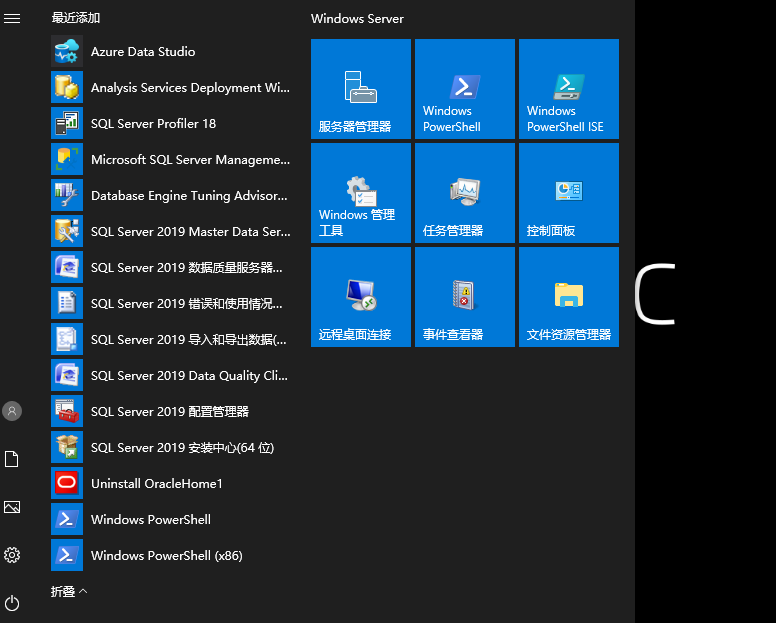 最近添加
Azure Data Studio
Analysis Services Deployment Wi...
SQL Server Profiler 18
Microsoft SQL Server Manageme...
Database Engine Tuning Advisor...
SQL Server 2019 Master Data Ser...
SQL Server 2019 数据质量服务器...
SQL Server 2019 错误和使用情况...
SQL Server 2019 导入和导出数据(...
SQL Server 2019 Data Quality Cli...
SQL Server 2019 配置管理器
SQL Server 2019 安装中心(64 位)
Uninstall OracleHome1
Windows PowerShell
Windows PowerShell (x86)
折叠
Windows Server
服务器管理器
Windows
PowerShell
Windows
PowerShell ISE
Windows 管理
工具
任务管理器
控制面板
远程桌面连接
事件查看器
文件资源管理器
C